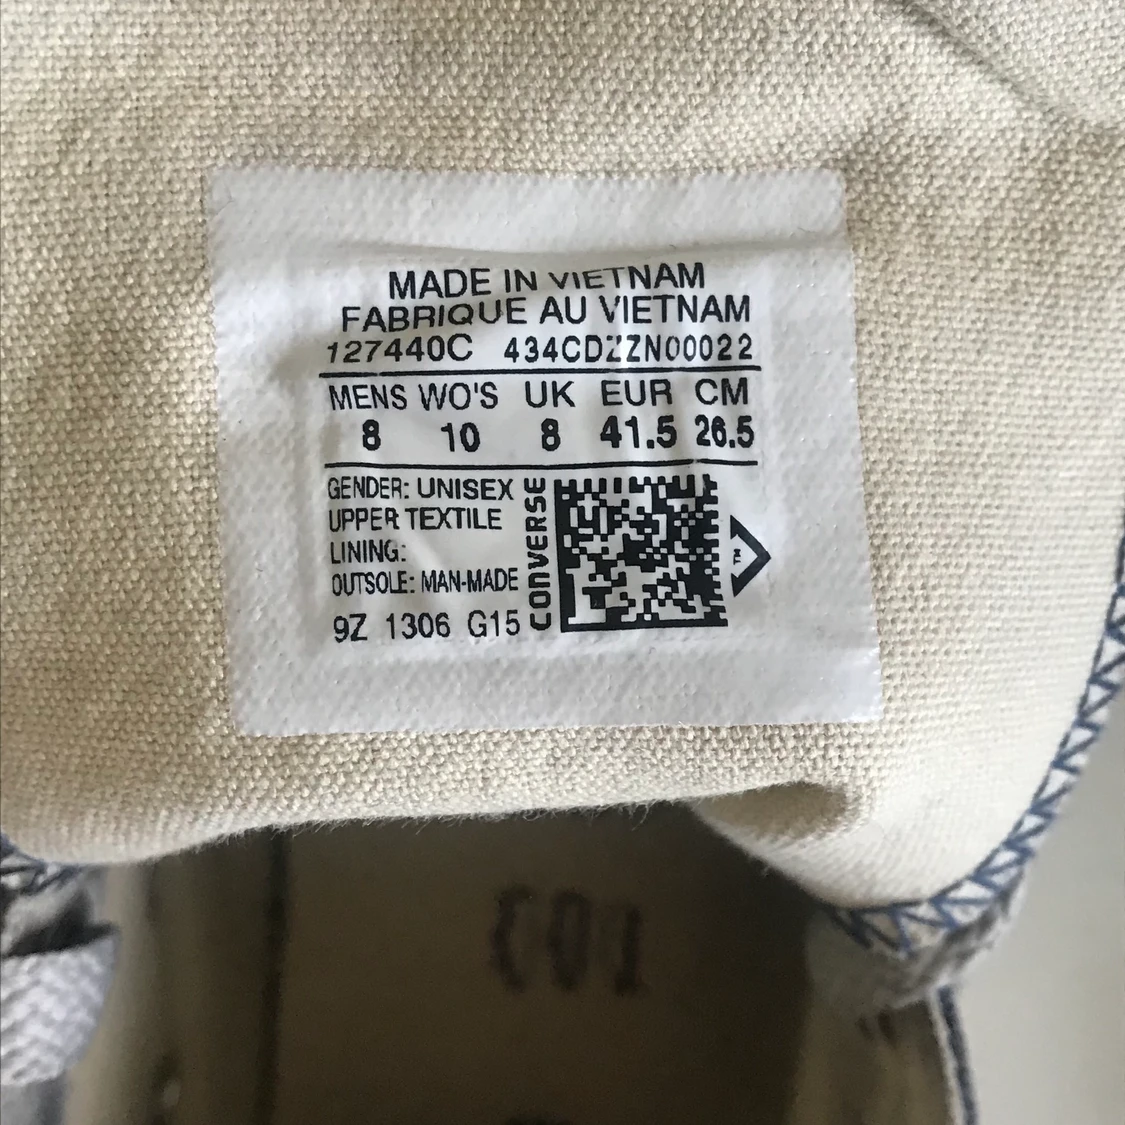 MADE IN VIETNAM
FABRIQUE AU VIETNAM
127440C 434CDZZN00022
MENS WO'S UK EUR CM
8 10 8 41.5 26.5
GENDER: UNISEX
UPPER TEXTILE
LINING:
OUTSOLE: MAN-MADE
9Z 1306 G15
CONVERSE